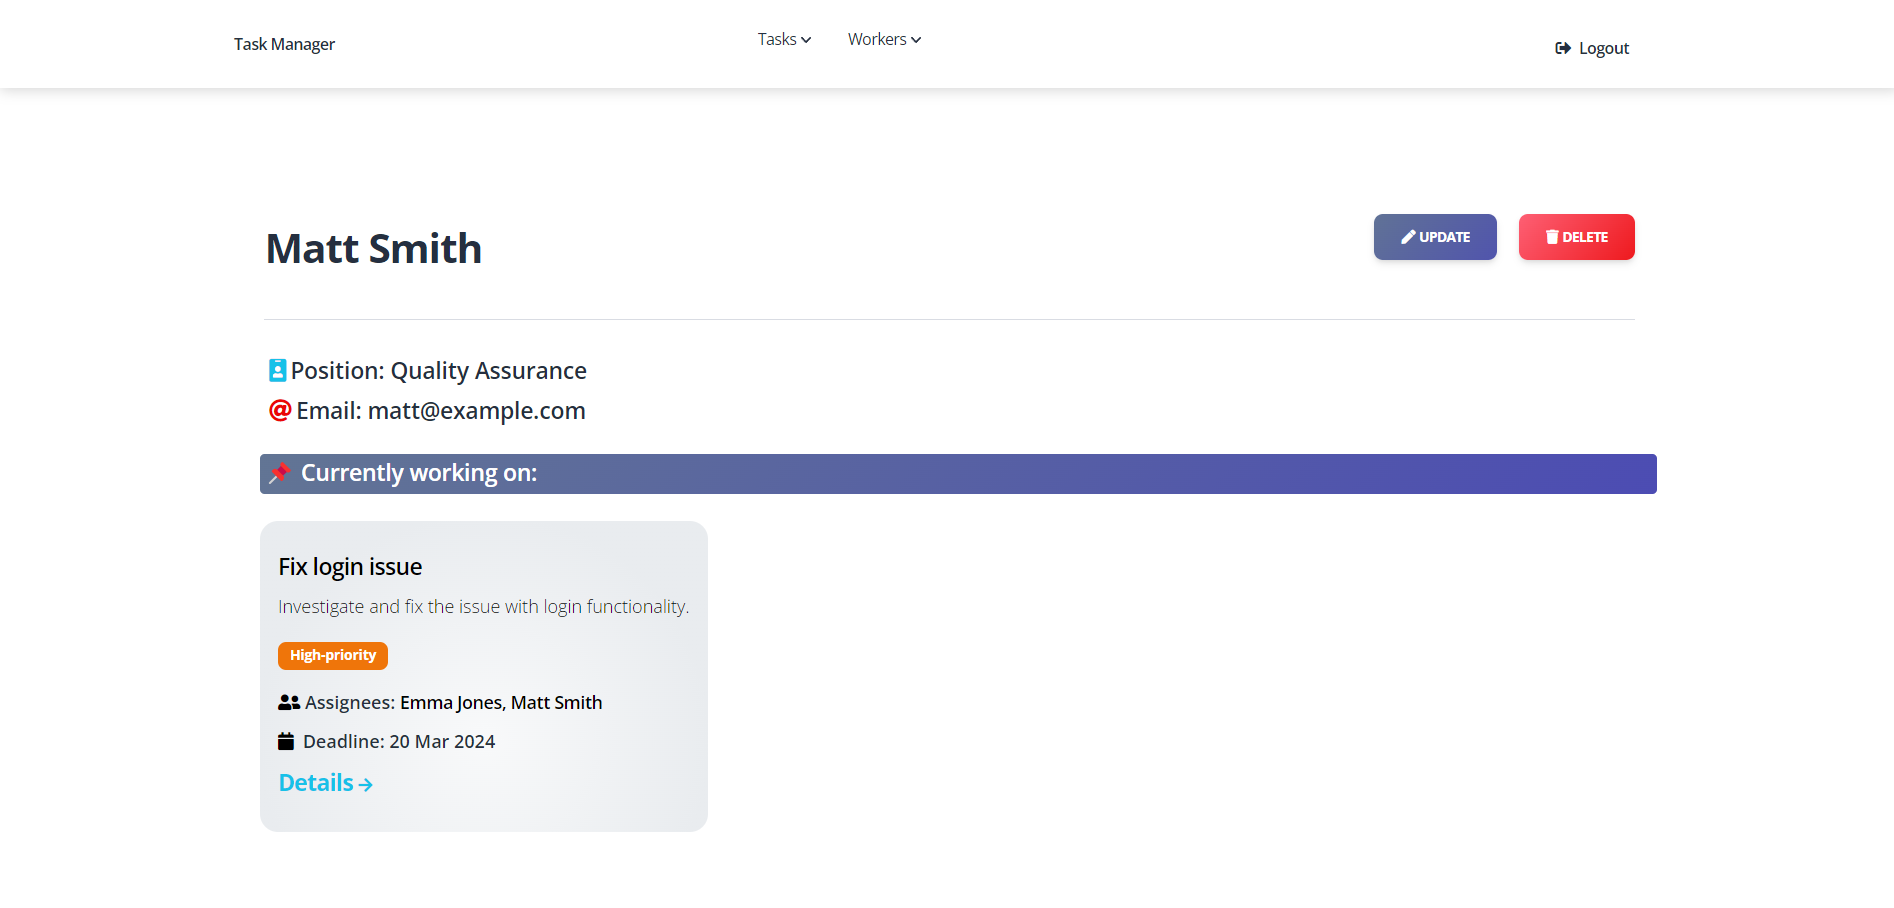 Task Manager
Tasks
Workers
Logout
Matt Smith
UPDATE
DELETE
Position: Quality Assurance
@ Email: matt@example.com
Currently working on:
Fix login issue
Investigate and fix the issue with login functionality.
High-priority
Assignees: Emma Jones, Matt Smith
Deadline: 20 Mar 2024
Details →